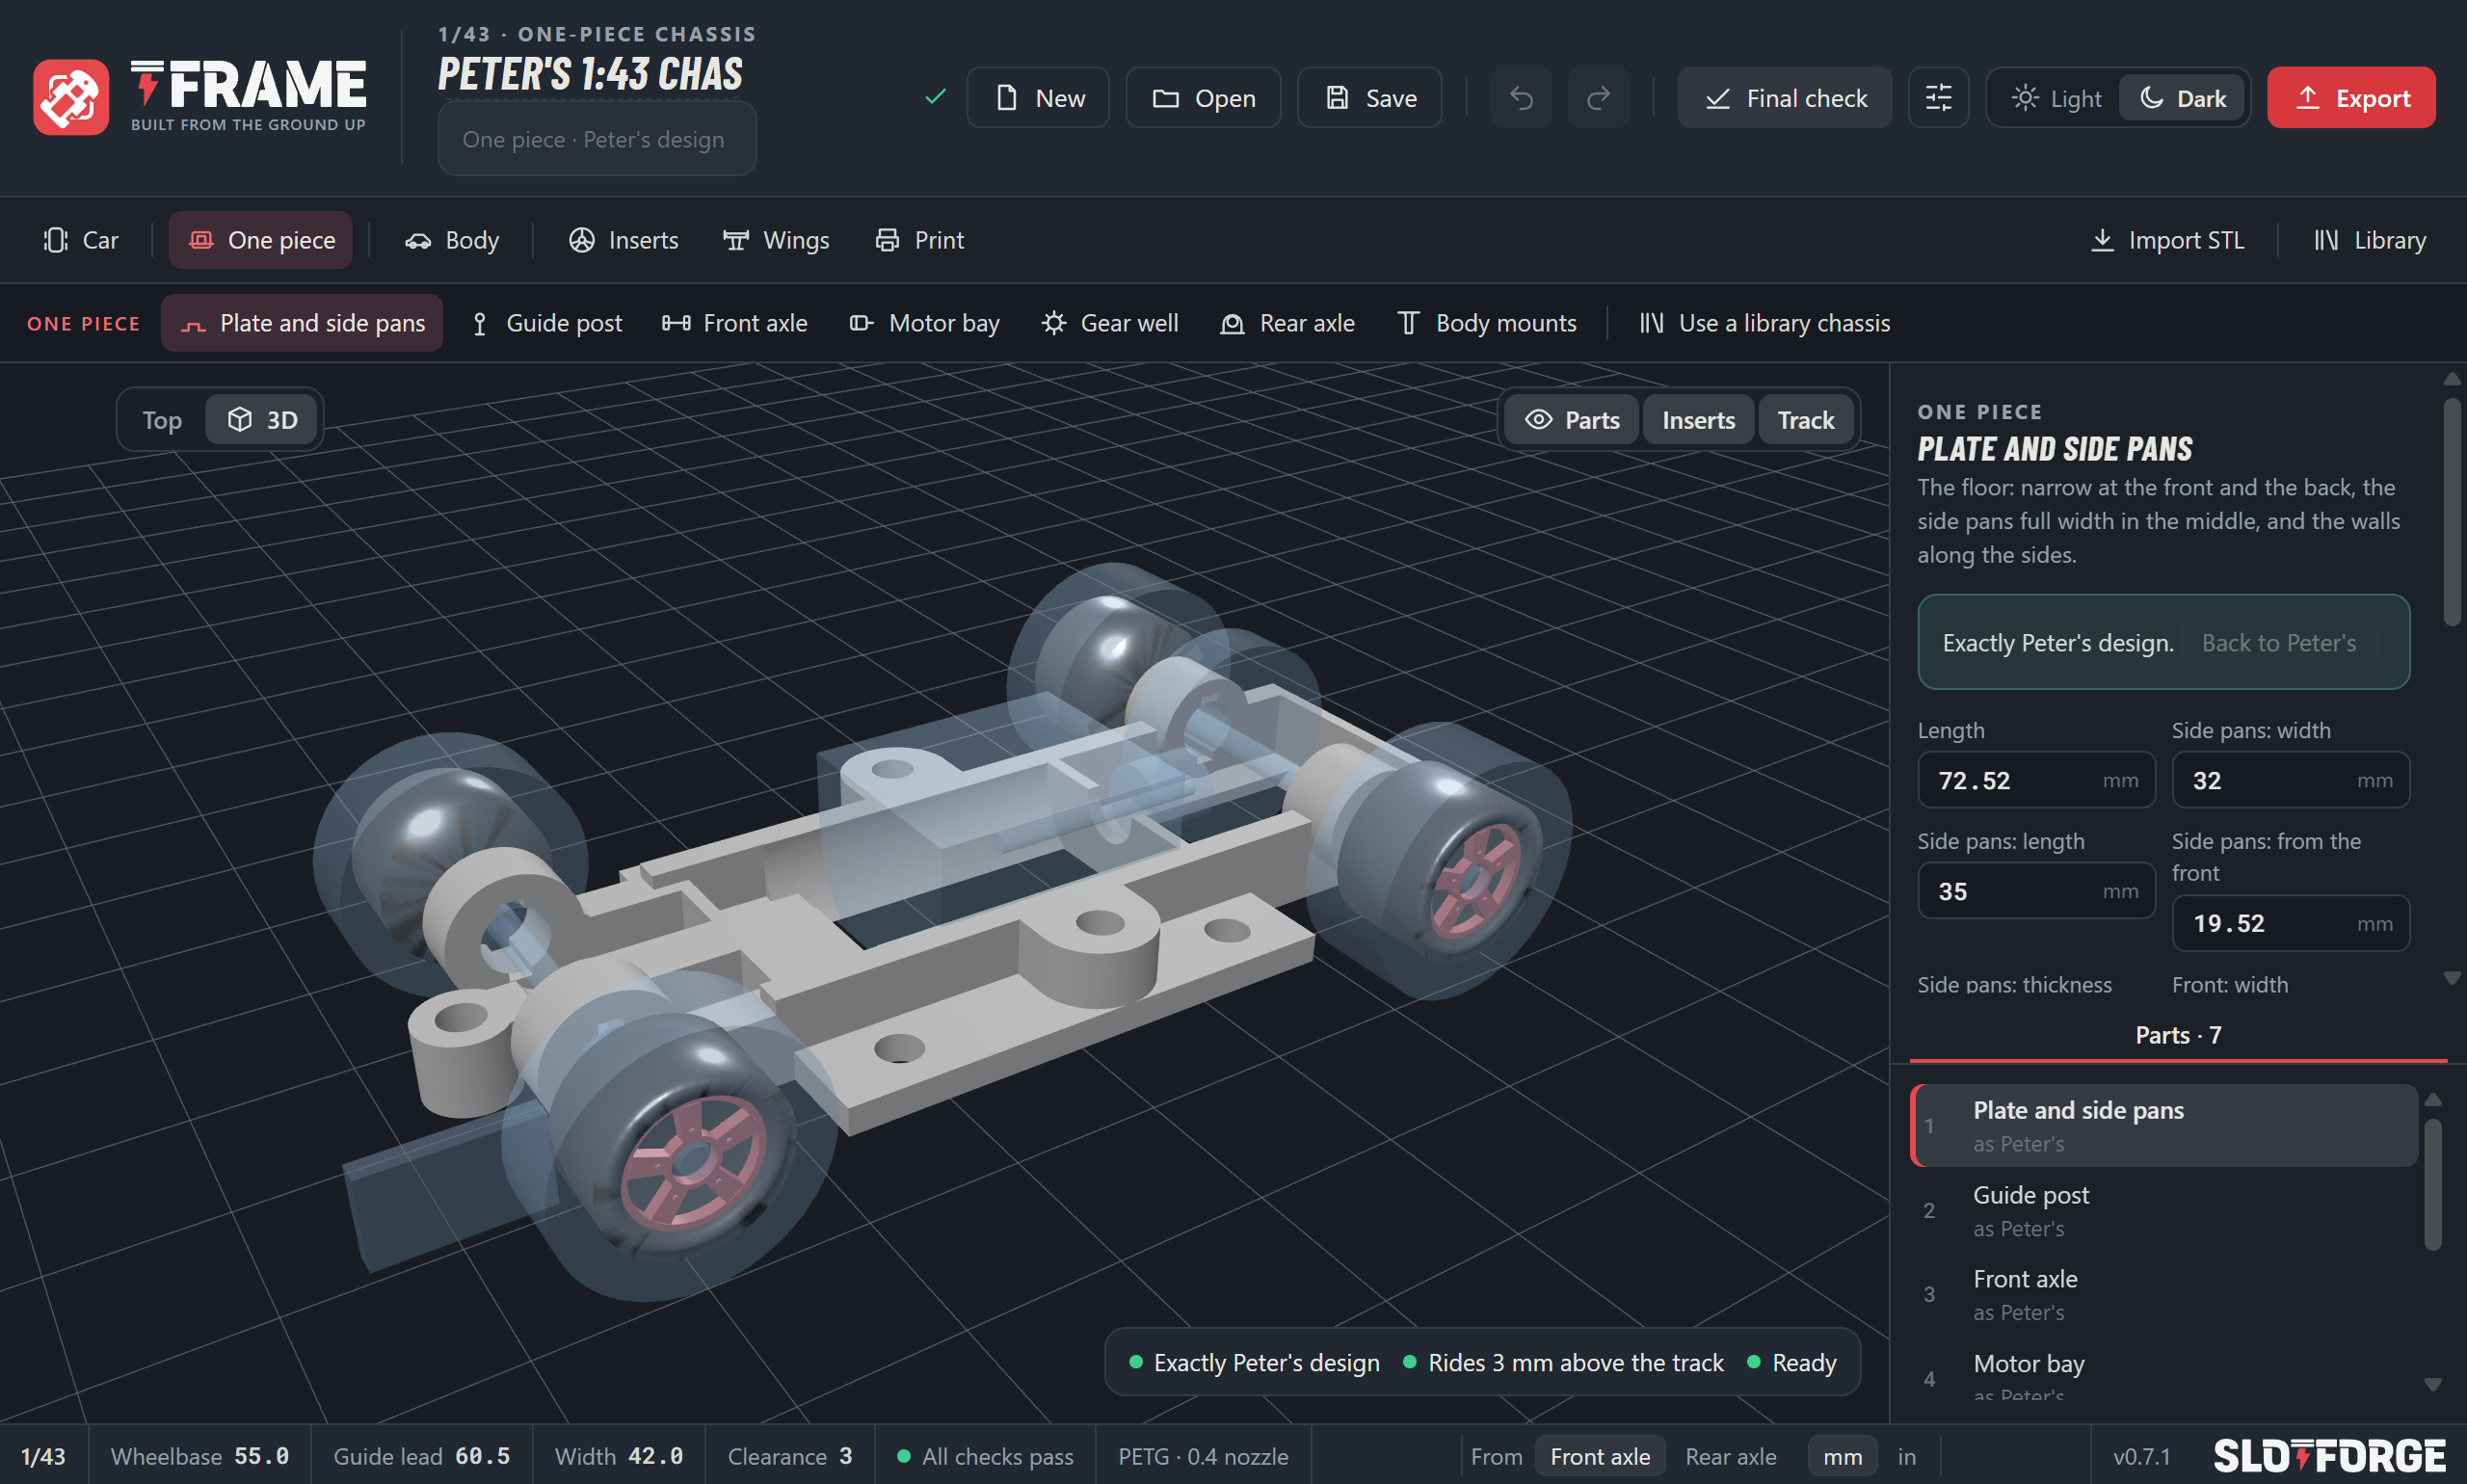 FRAME
BUILT FROM THE GROUND UP
1/43 · ONE-PIECE CHASSIS
PETER'S 1:43 CHAS
One piece · Peter's design
New
Open
Save
Final check
Light
Dark
Export
Car
One piece
Body
Inserts
Wings
Print
Import STL
Library
ONE PIECE
Plate and side pans
Guide post
Front axle
Motor bay
Gear well
Rear axle
Body mounts
Use a library chassis
Top
3D
Parts
Inserts
Track
ONE PIECE
PLATE AND SIDE PANS
The floor: narrow at the front and the back, the
side pans full width in the middle, and the walls
along the sides.
Exactly Peter's design.
Back to Peter's
Length
Side pans: width
72.52 mm
32 mm
Side pans: length
Side pans: from the
front
35 mm
19.52 mm
Side pans: thickness
Front: width
Parts · 7
1
Plate and side pans
as Peter's
2
Guide post
as Peter's
3
Front axle
as Peter's
4
Motor bay
as Peter's
Exactly Peter's design
Rides 3 mm above the track
Ready
1/43
Wheelbase 55.0
Guide lead 60.5
Width 42.0
Clearance 3
All checks pass
PETG · 0.4 nozzle
From
Front axle
Rear axle
mm
in
v0.7.1
SLOTFORGE